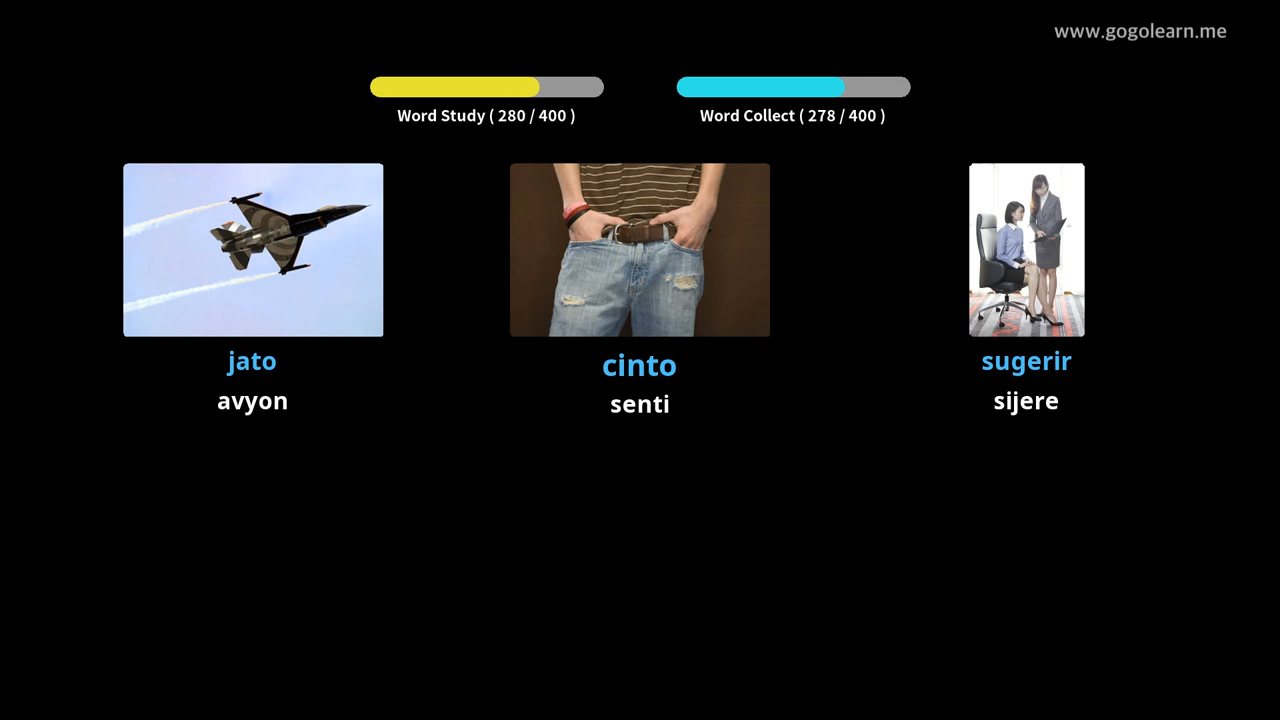 www.gogolearn.me
Word Study ( 280 / 400 )
Word Collect ( 278 / 400 )
jato
avyon
cinto
senti
sugerir
sijere